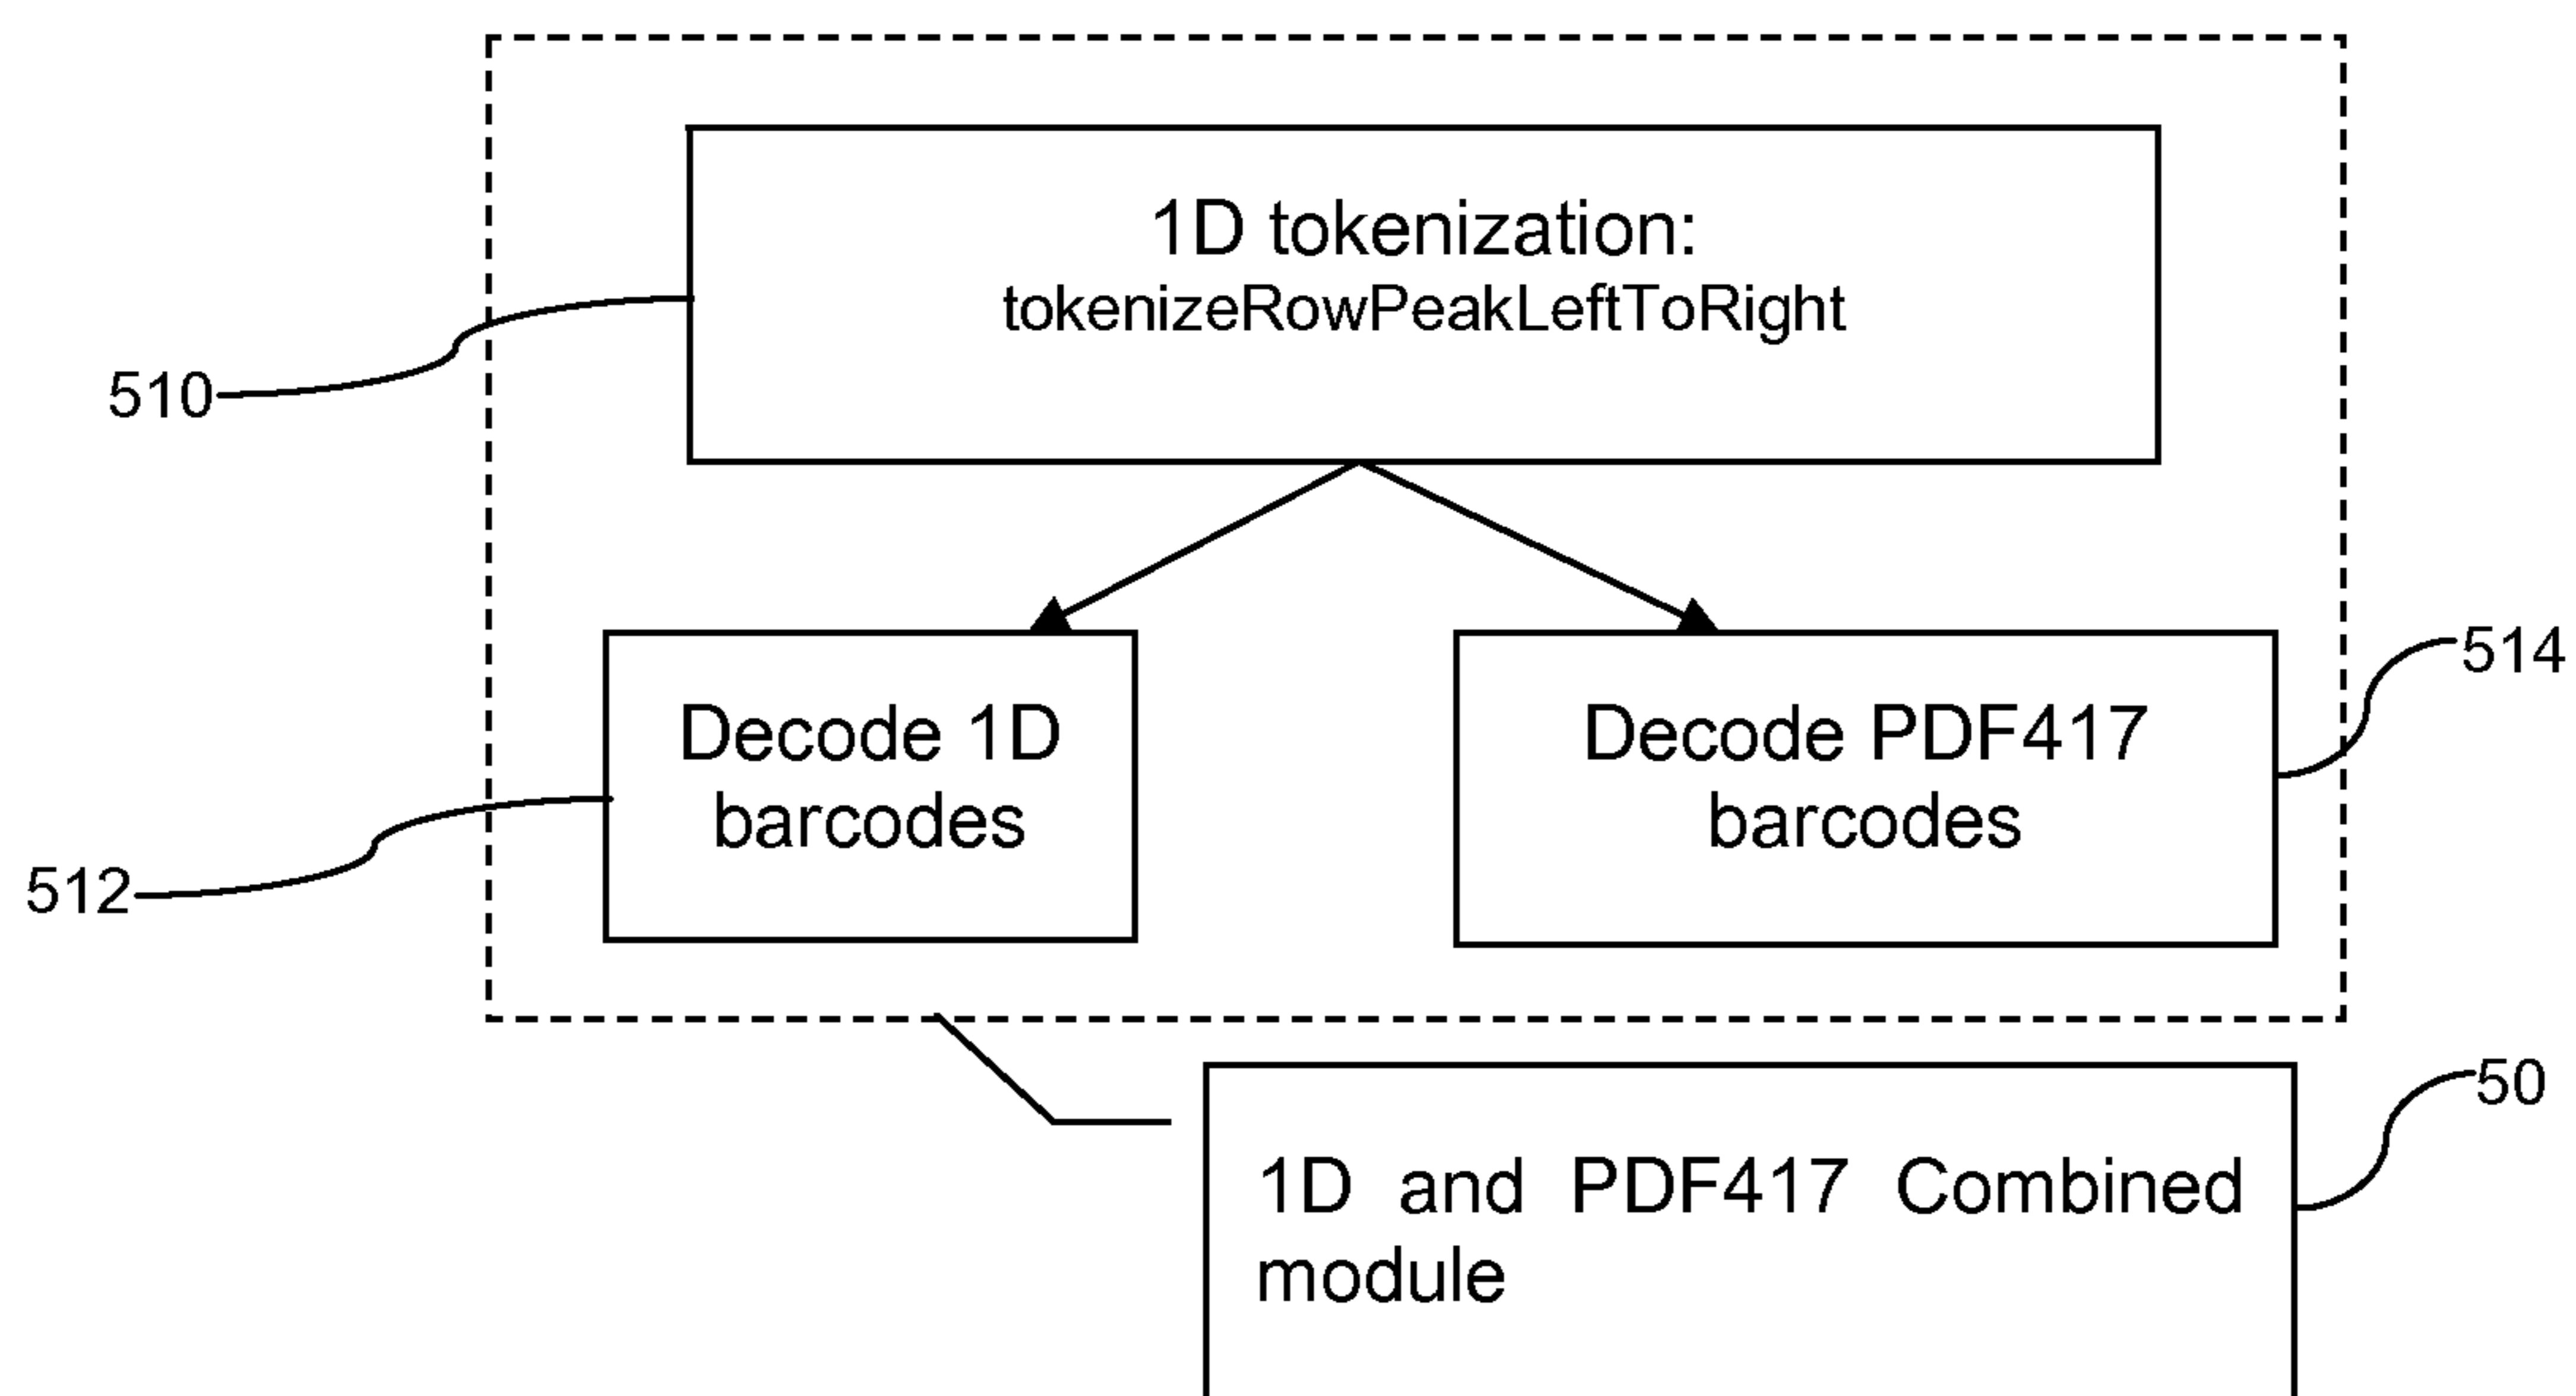 1D tokenization:
tokenizeRowPeakLeftToRight
510
514
Decode 1D
barcodes
Decode PDF417
barcodes
512
50
1D and PDF417 Combined
module